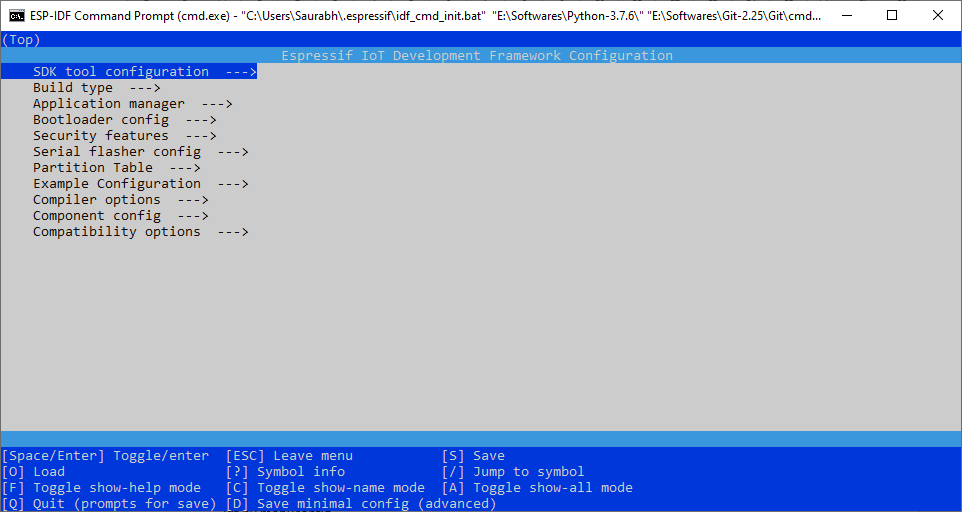 ESP-IDF Command Prompt (cmd.exe) - "C:\Users\Saurabh\.espressif\idf_cmd_init.bat"  "E:\Softwares\Python-3.7.6\" "E:\Softwares\Git-2.25\Git\cmd...
(Top)
Espressif IoT Development Framework Configuration
SDK tool configuration  --->
Build type  --->
Application manager  --->
Bootloader config  --->
Security features  --->
Serial flasher config  --->
Partition Table  --->
Example Configuration  --->
Compiler options  --->
Component config  --->
Compatibility options  --->
[Space/Enter] Toggle/enter  [ESC] Leave menu           [S] Save
[O] Load                    [?] Symbol info            [/] Jump to symbol
[F] Toggle show-help mode   [C] Toggle show-name mode  [A] Toggle show-all mode
[Q] Quit (prompts for save) [D] Save minimal config (advanced)